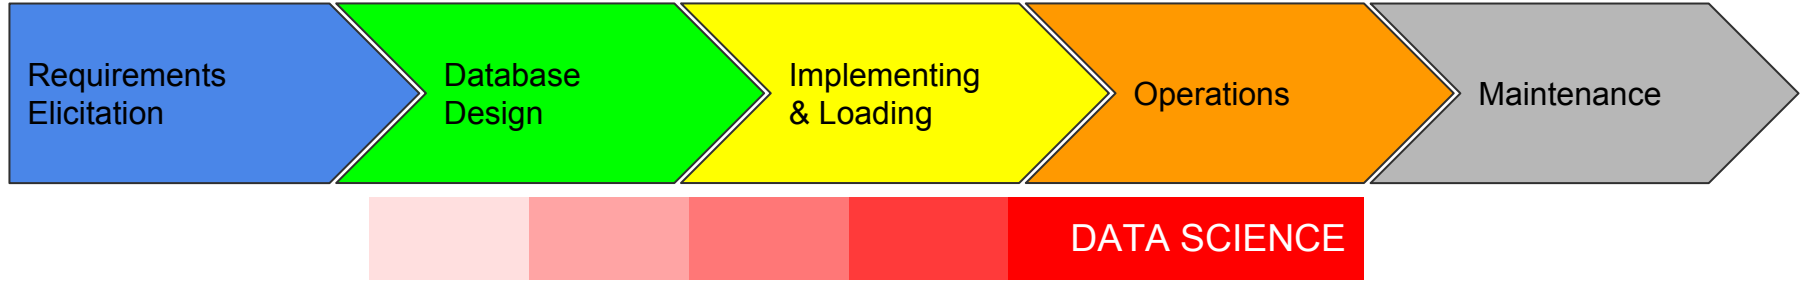 Requirements
Elicitation
Database
Design
Implementing
& Loading
Operations
Maintenance
DATA SCIENCE